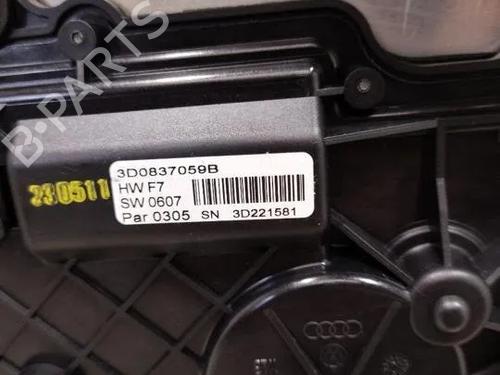 B-PARTS
230511
3D0837059B
HW F7
SW 0607
Par 0305 SN 3D221581